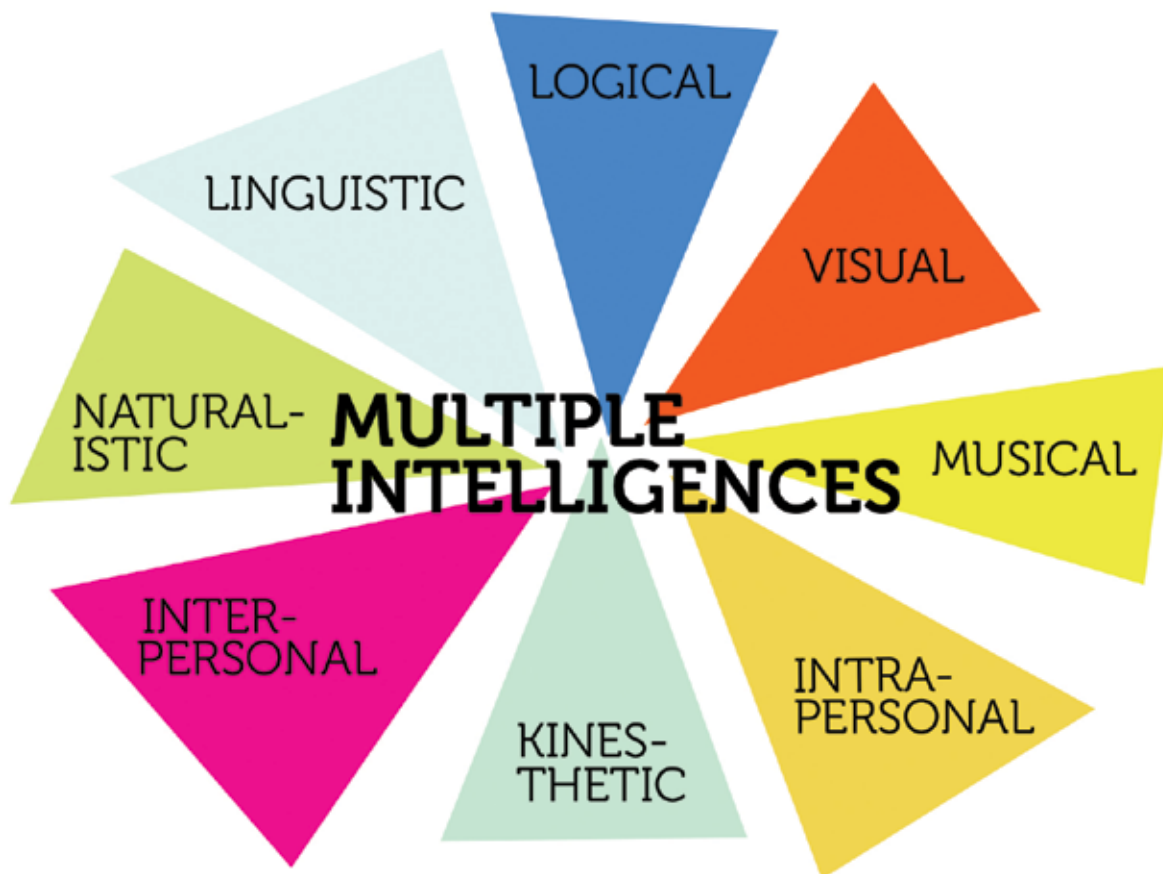 LOGICAL
LINGUISTIC
VISUAL
NATURAL-
ISTIC
MULTIPLE
INTELLIGENCES
MUSICAL
INTER-
PERSONAL
INTRA-
PERSONAL
KINES-
THETIC